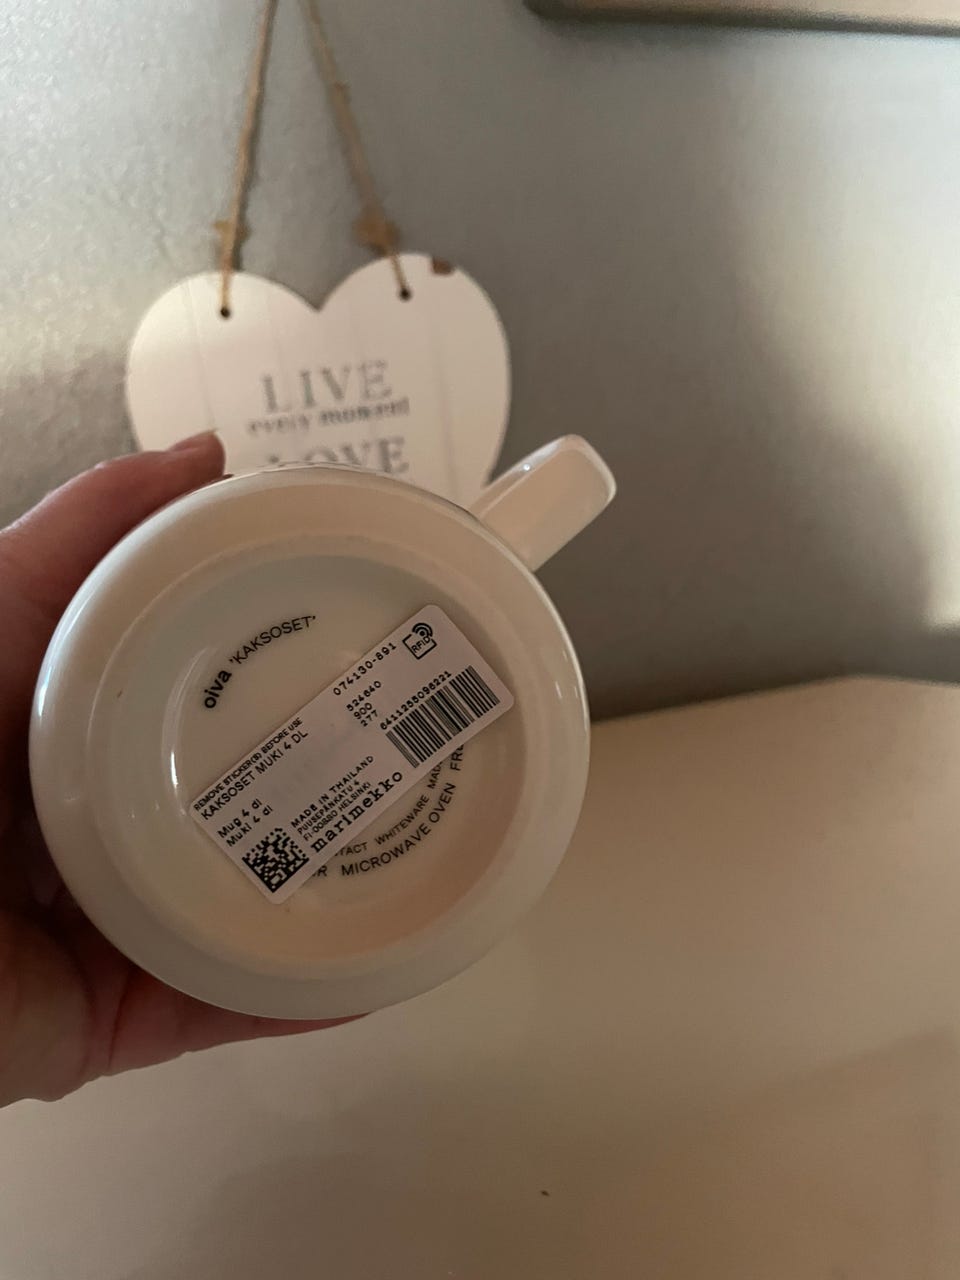 LIVE
every moment
LOVE
oiva "KAKSOSET"
REMOVE STICKER(S) BEFORE USE
KAKSOSET MUKI 4 DL
Mug 4 dl
Muki 4 dl
074130-891
524640
900
277
RFID
6411255096221
MADE IN THAILAND
PUUSEPÄNKATU 4
FI-00880 HELSINKI
marimekko
WHITEWARE
MICROWAVE OVEN